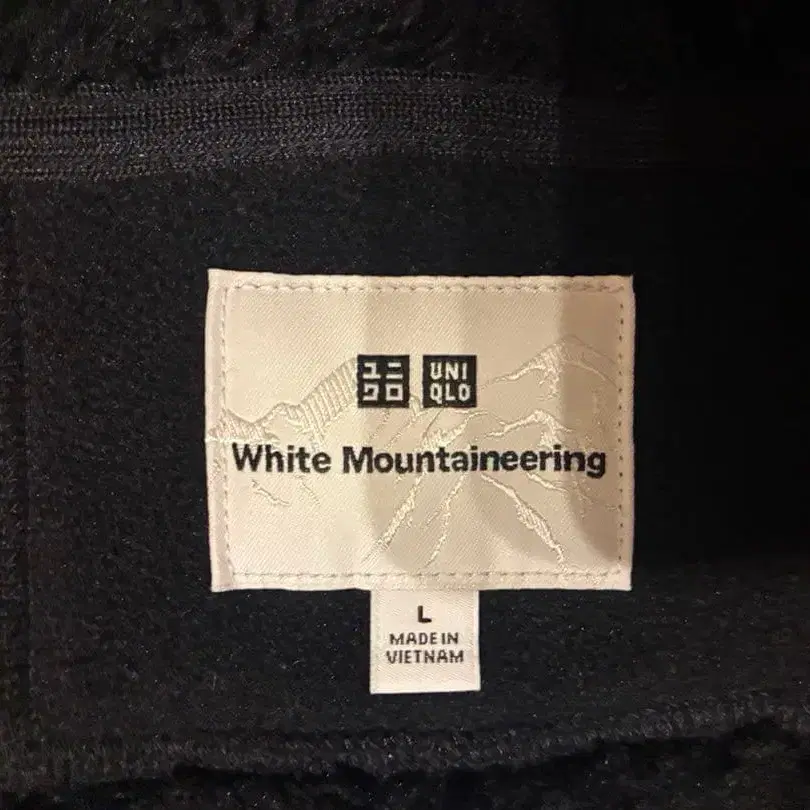 ユニ UNI
クロ QLO
White Mountaineering
L
MADE IN
VIETNAM